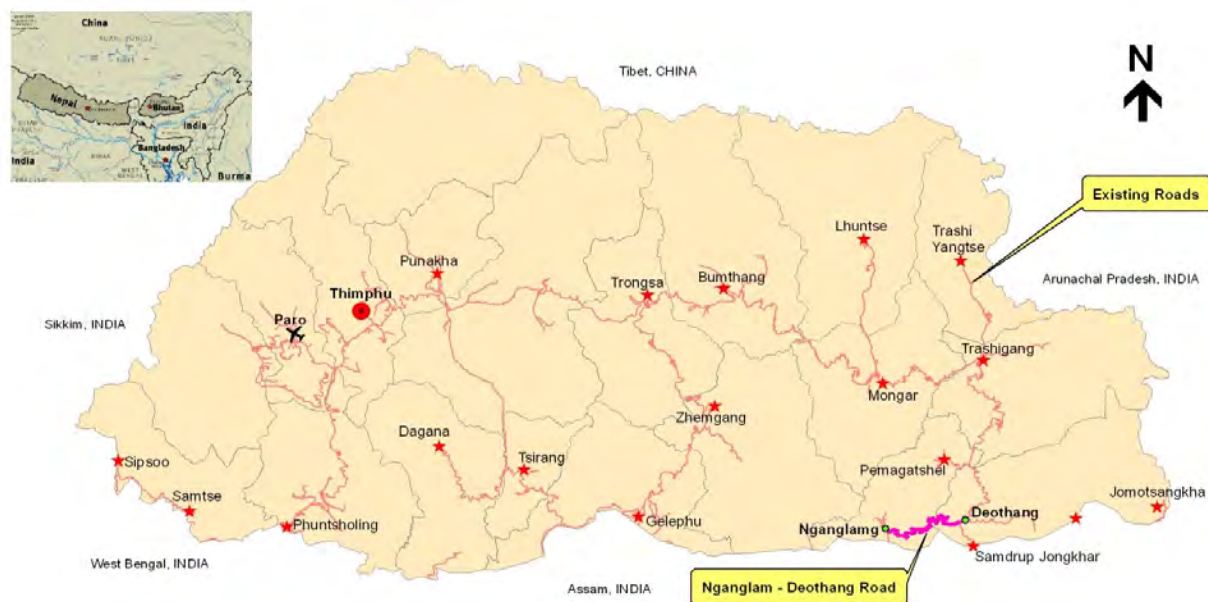 China
Nepal
Bhutan
India
Bangladesh
India
Burma
Tibet, CHINA
N
Existing Roads
Lhuntse
Trashi
Yangtse
Punakha
Trongsa
Bumthang
Arunachal Pradesh, INDIA
Thimphu
Sikkim, INDIA
Paro
Trashigang
Mongar
Zhemgang
Dagana
Tsirang
Sipsoo
Pemagatshel
Samtse
Jomotsangkha
Phuntsholing
Gelephu
Nganglamg
Deothang
Samdrup Jongkhar
West Bengal, INDIA
Assam, INDIA
Nganglam - Deothang Road